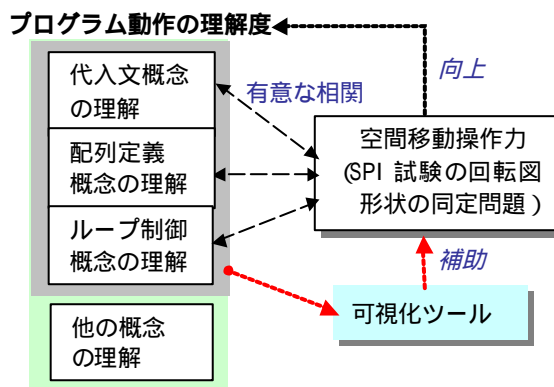 プログラム動作の理解度
代入文概念
の理解
配列定義
概念の理解
ループ制御
概念の理解
他の概念
の理解
有意な相関
向上
空間移動操作力
(SPI 試験の回転図
形状の同定問題)
補助
可視化ツール